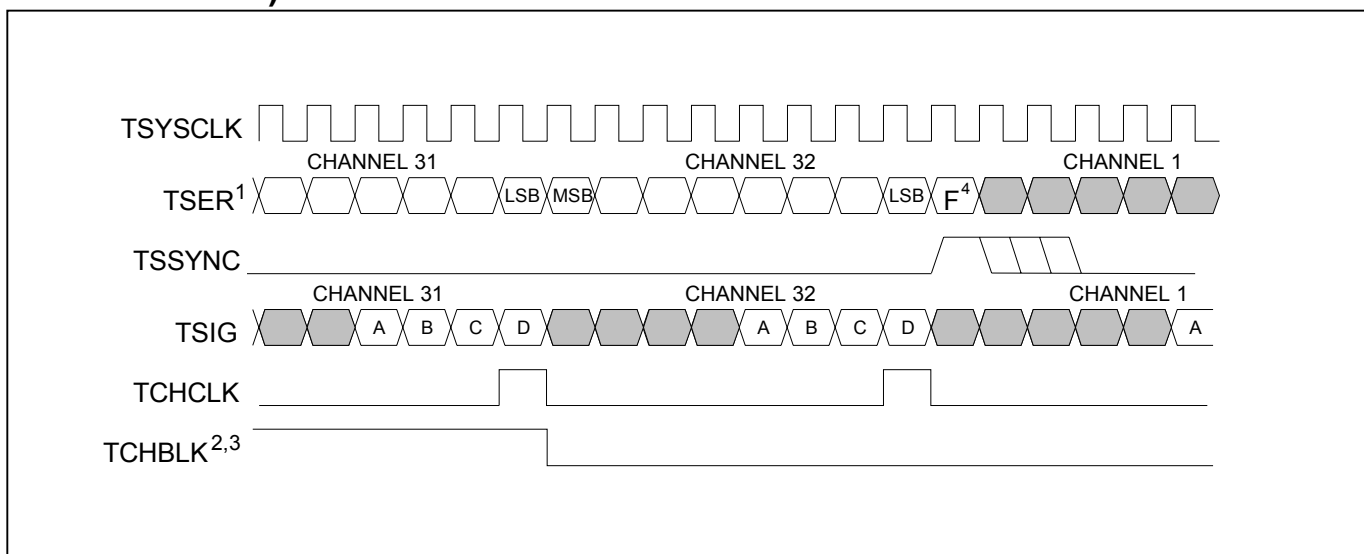 )
TSYSCLK
CHANNEL 31 CHANNEL 32 CHANNEL 1
TSER¹ LSB MSB LSB F⁴
TSSYNC
CHANNEL 31 CHANNEL 32 CHANNEL 1
TSIG A B C D A B C D A
TCHCLK
TCHBLK²,³